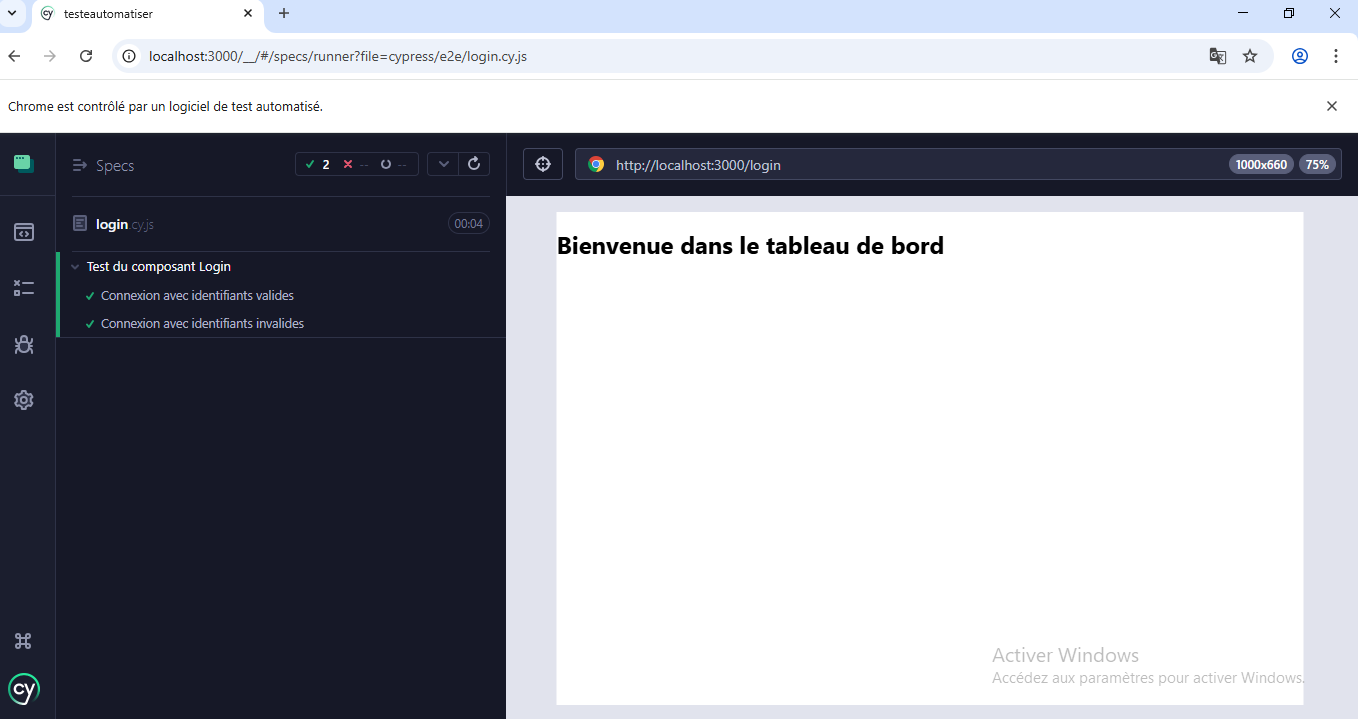 testeautomatiser
localhost:3000/__/#/specs/runner?file=cypress/e2e/login.cy.js
Chrome est contrôlé par un logiciel de test automatisé.
Specs
2 -- --
http://localhost:3000/login
1000x660 75%
login.cy.js
00:04
Test du composant Login
Connexion avec identifiants valides
Connexion avec identifiants invalides
Bienvenue dans le tableau de bord
Activer Windows
Accédez aux paramètres pour activer Windows.
cy